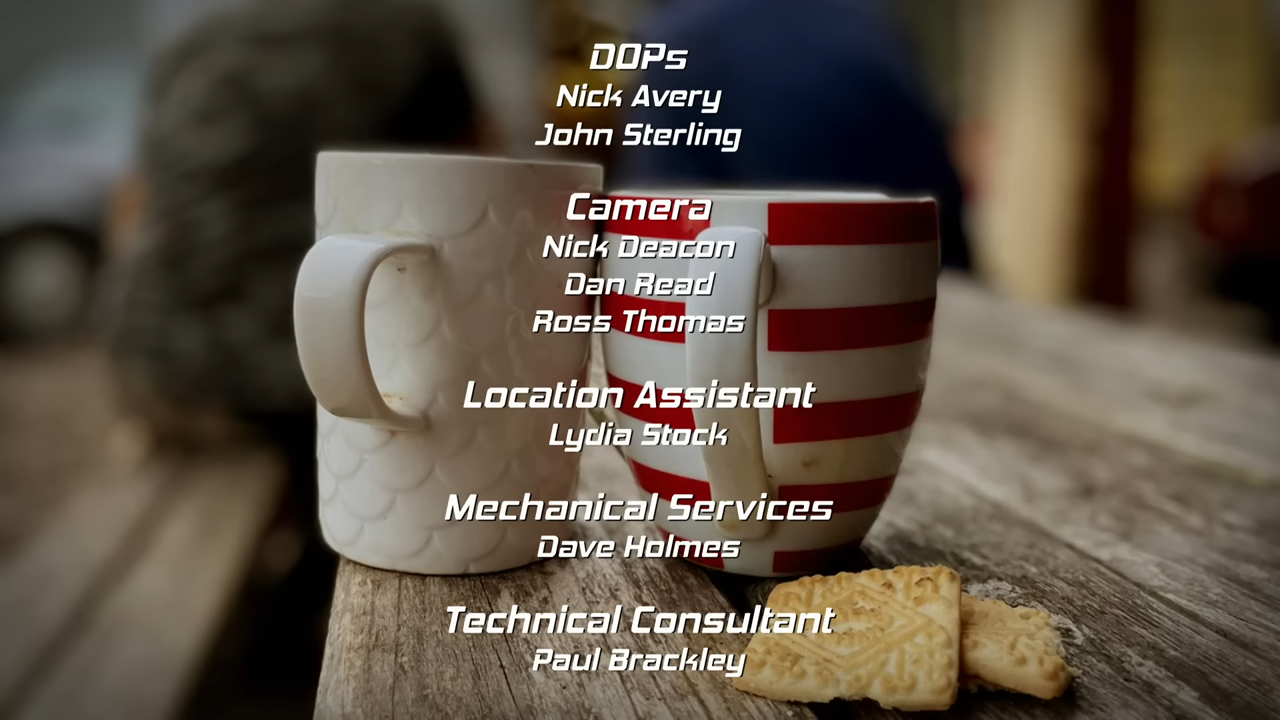 DOPs
Nick Avery
John Sterling
Camera
Nick Deacon
Dan Read
Ross Thomas
Location Assistant
Lydia Stock
Mechanical Services
Dave Holmes
Technical Consultant
Paul Brackley